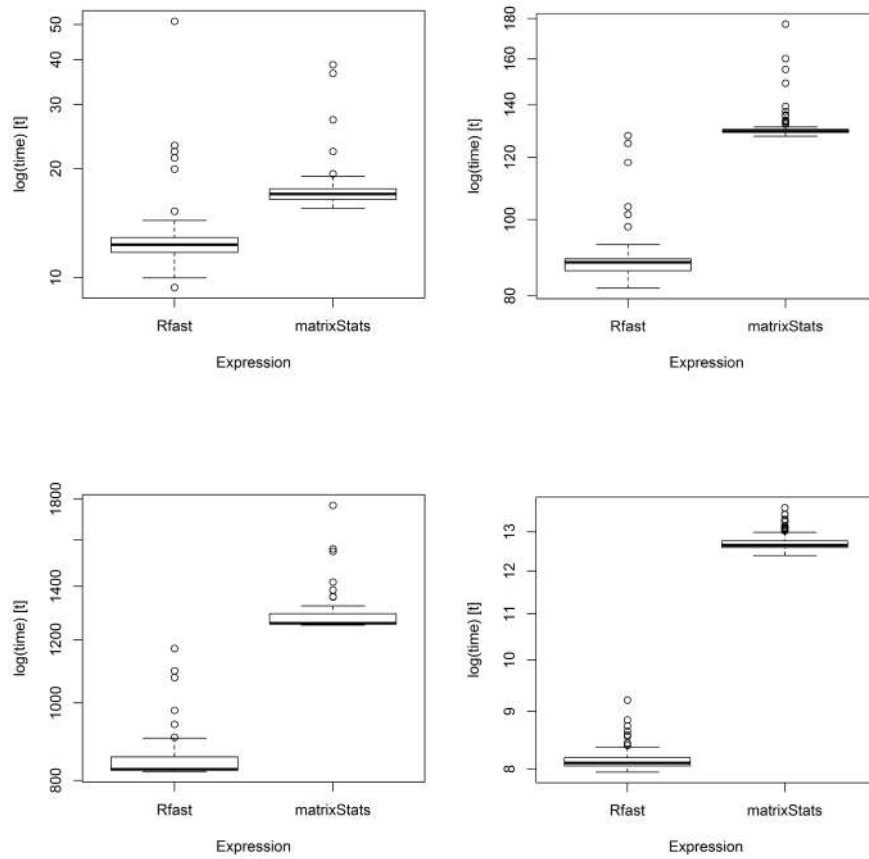 50
40
30
20
10
log(time) [t]
Rfast
matrixStats
Expression
180
160
140
120
100
80
log(time) [t]
Rfast
matrixStats
Expression
1800
1400
1200
1000
800
log(time) [t]
Rfast
matrixStats
Expression
13
12
11
10
9
8
log(time) [t]
Rfast
matrixStats
Expression